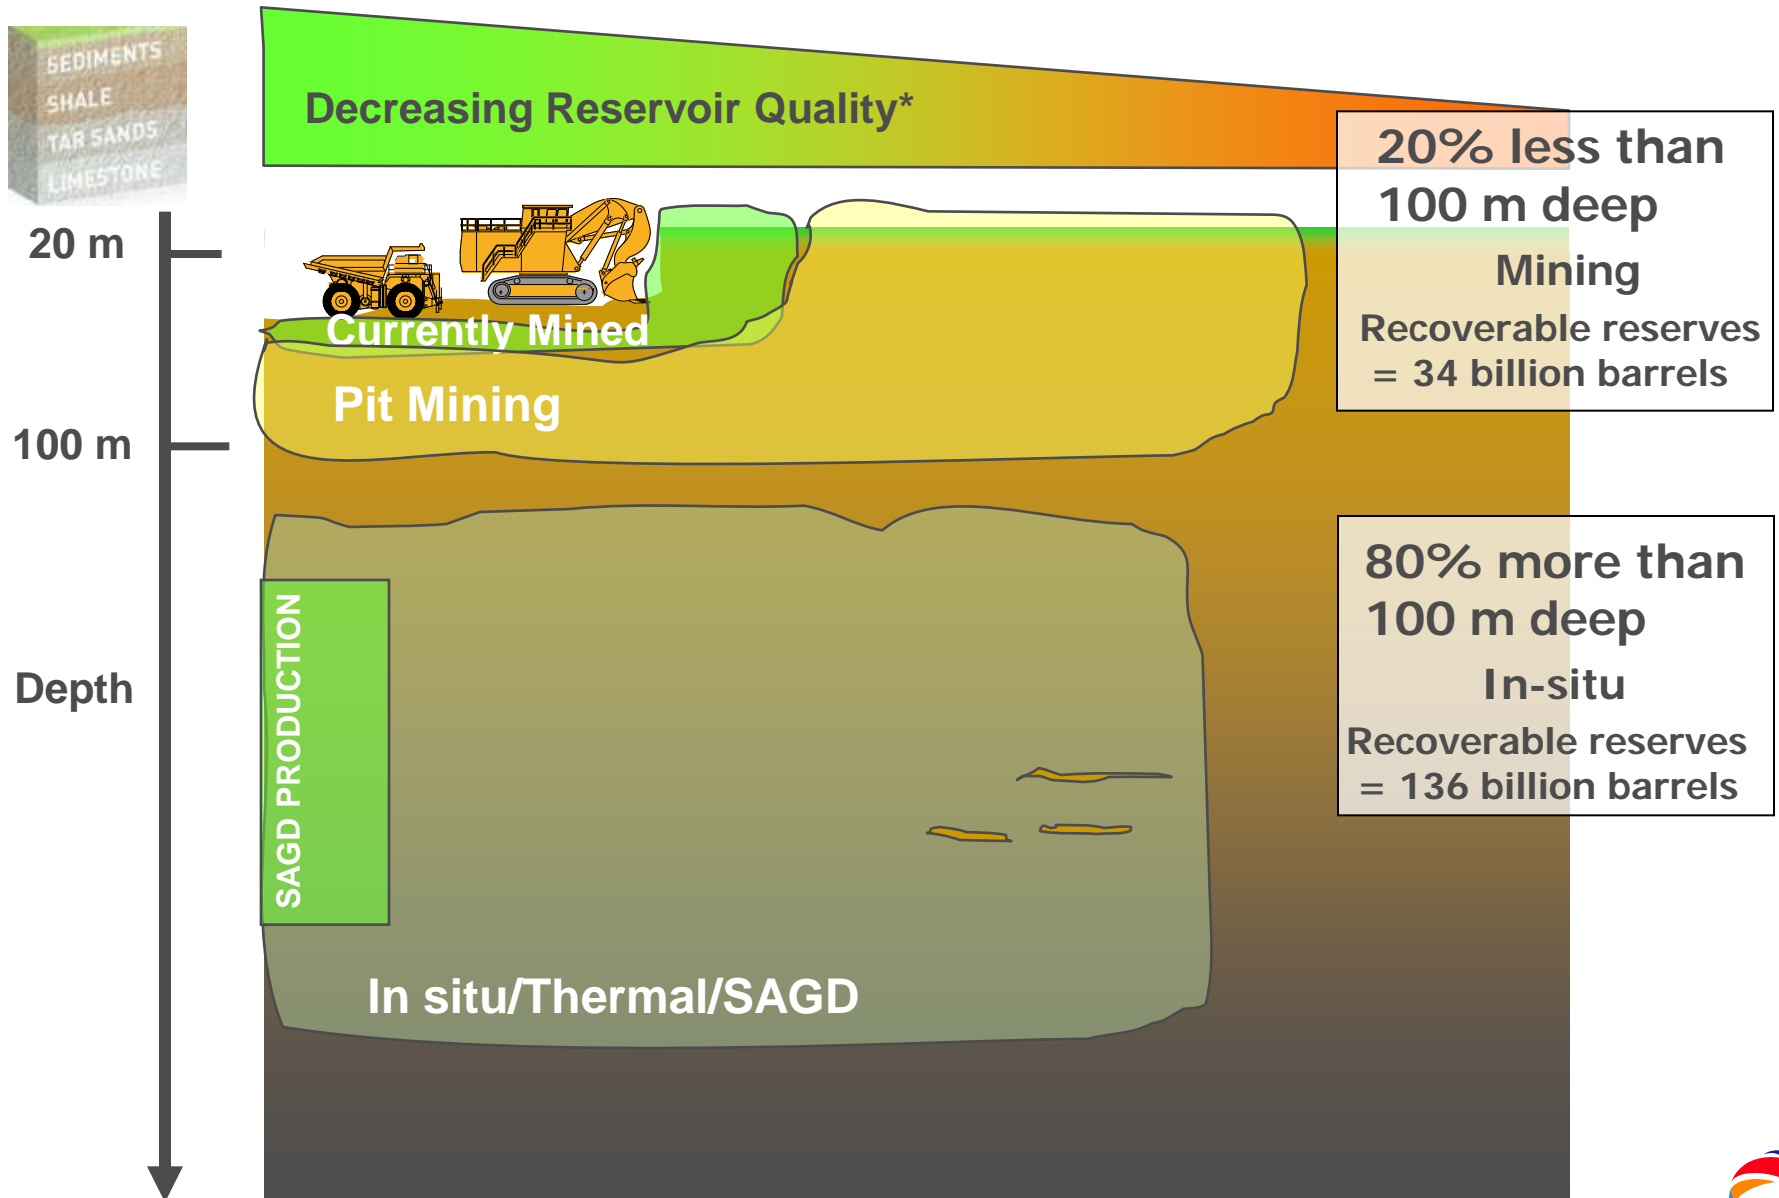 SEDIMENTS
SHALE
TAR SANDS
LIMESTONE
Decreasing Reservoir Quality*
20% less than
100 m deep
Mining
Recoverable reserves
= 34 billion barrels
20 m
Currently Mined
Pit Mining
100 m
80% more than
100 m deep
In-situ
Recoverable reserves
= 136 billion barrels
Depth
SAGD PRODUCTION
In situ/Thermal/SAGD